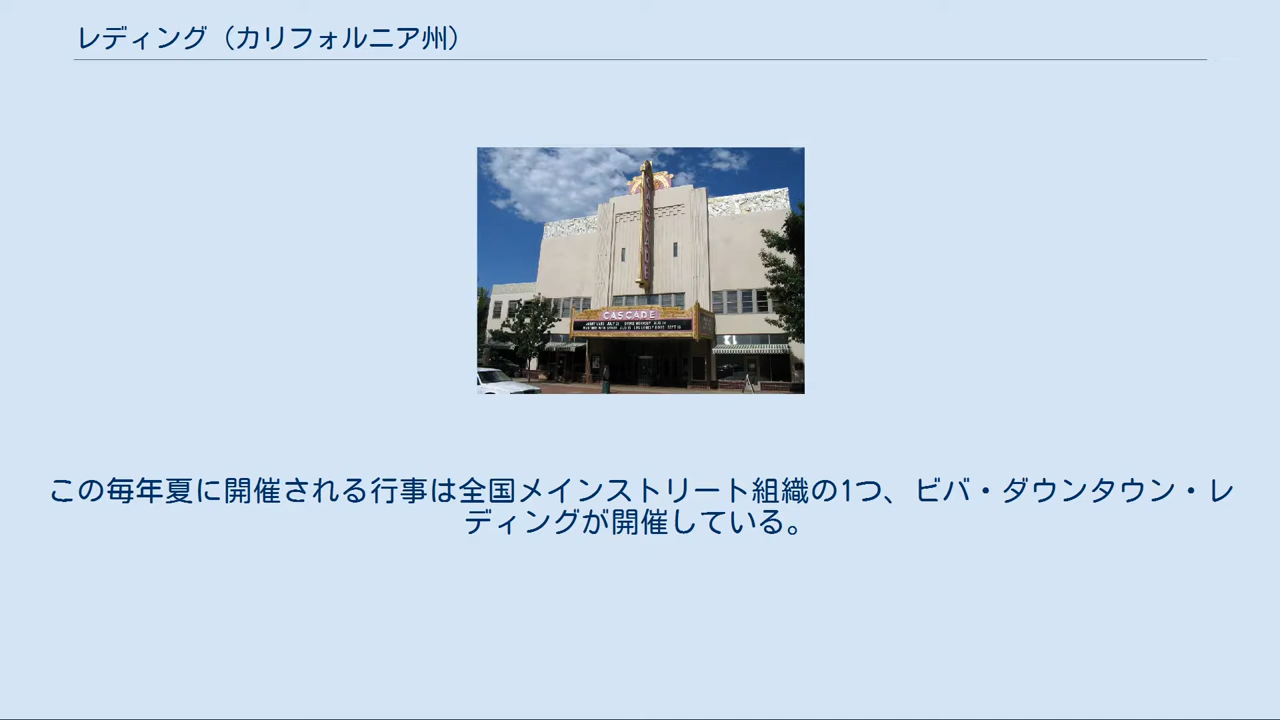 レディング（カリフォルニア州）
CASCADE
CASCADE
この毎年夏に開催される行事は全国メインストリート組織の1つ、ビバ・ダウンタウン・レ
ディングが開催している。